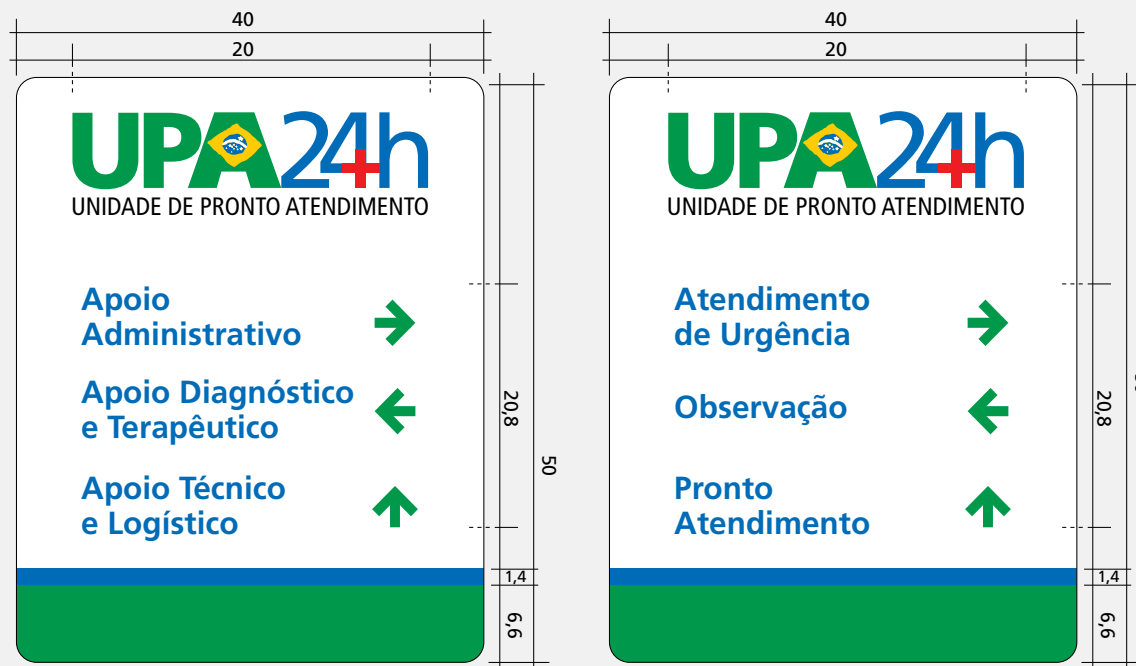 40
20
UPA24h
UNIDADE DE PRONTO ATENDIMENTO
Apoio
Administrativo
Apoio Diagnóstico
e Terapêutico
Apoio Técnico
e Logístico
20,8
50
1,4
6,6
40
20
UPA24h
UNIDADE DE PRONTO ATENDIMENTO
Atendimento
de Urgência
Observação
Pronto
Atendimento
20,8
1,4
6,6